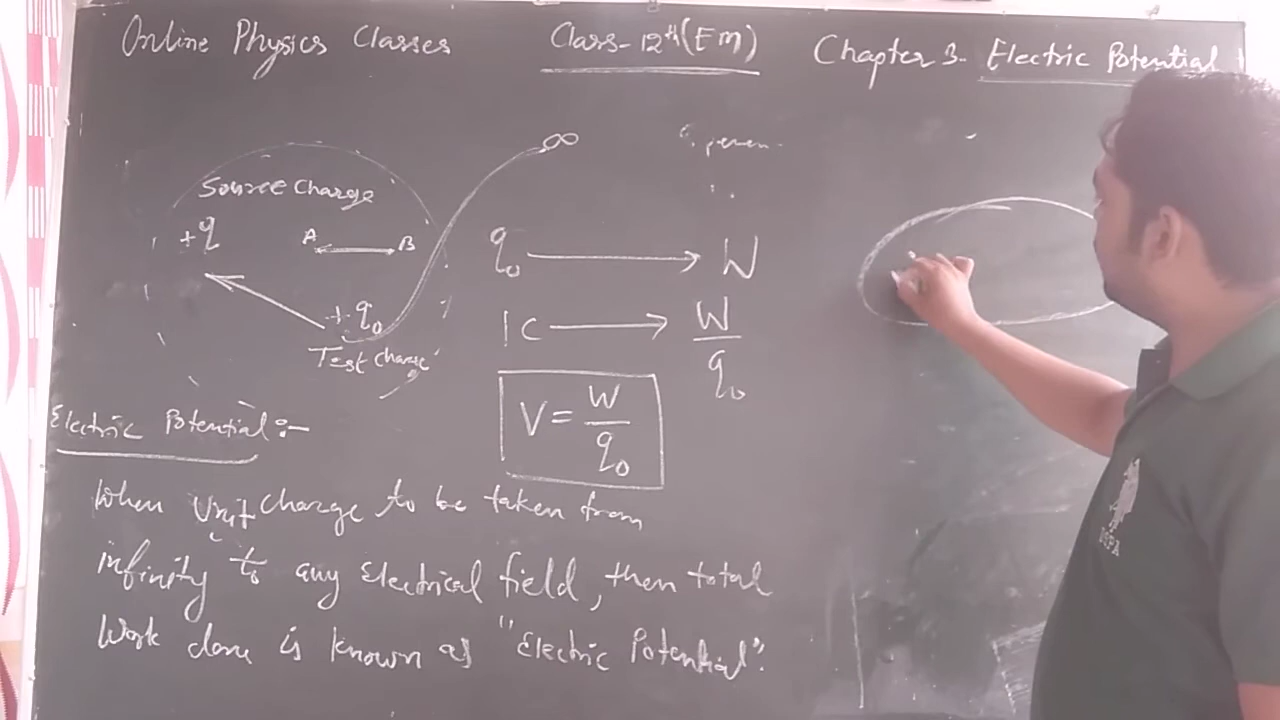 Online Physics Classes
Class-12th(EM)
Chapter 3. Electric Potential
∞
Source Charge
+q
A B
+q₀
Test charge
q₀ ⟶ W
1C ⟶ W/q₀
V = W/q₀
Electric Potential:-
When Unit charge to be taken from
infinity to any Electrical field, then total
Work done is known as "Electric Potential".